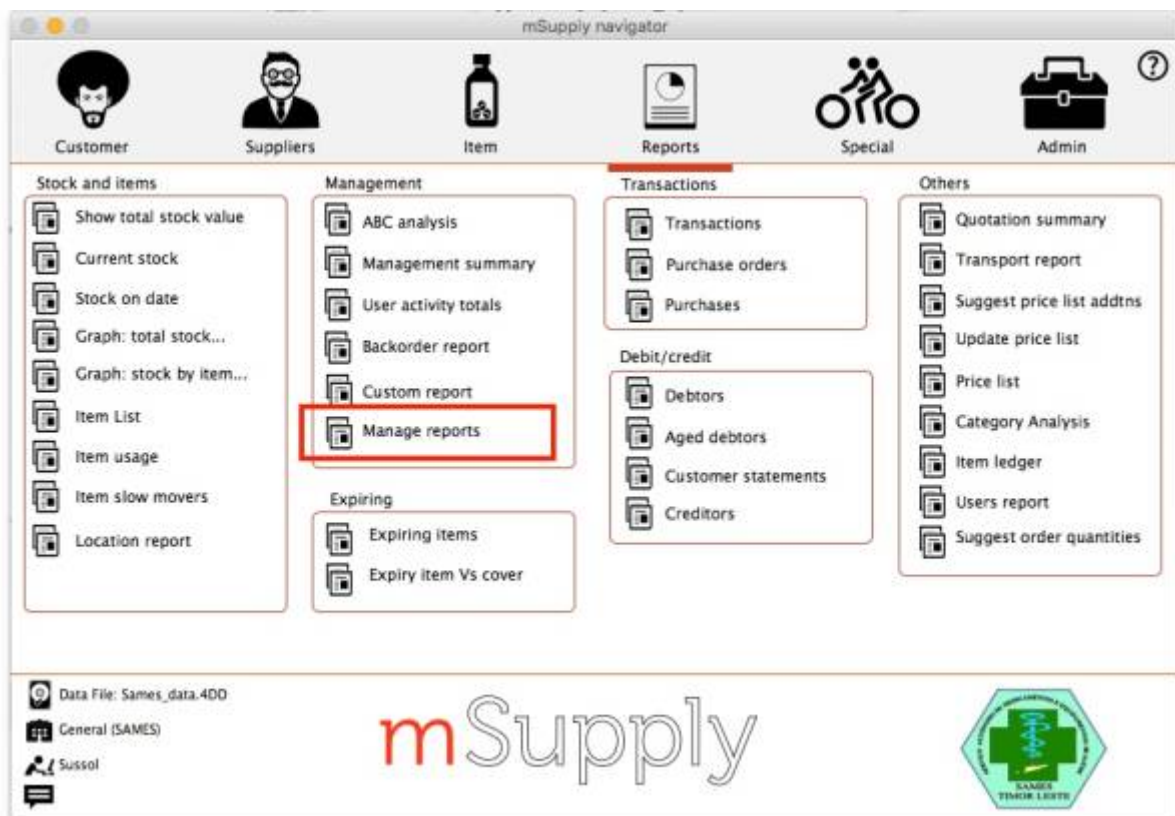 mSupply navigator
Customer
Suppliers
Item
Reports
Special
Admin
?
Stock and items
Show total stock value
Current stock
Stock on date
Graph: total stock...
Graph: stock by item...
Item List
Item usage
Item slow movers
Location report
Management
ABC analysis
Management summary
User activity totals
Backorder report
Custom report
Manage reports
Expiring
Expiring items
Expiry item Vs cover
Transactions
Transactions
Purchase orders
Purchases
Debit/credit
Debtors
Aged debtors
Customer statements
Creditors
Others
Quotation summary
Transport report
Suggest price list addtns
Update price list
Price list
Category Analysis
Item ledger
Users report
Suggest order quantities
Data File: Sames_data.4DD
General (SAMES)
Sussol
mSupply
SAMES
TIMOR LESTE